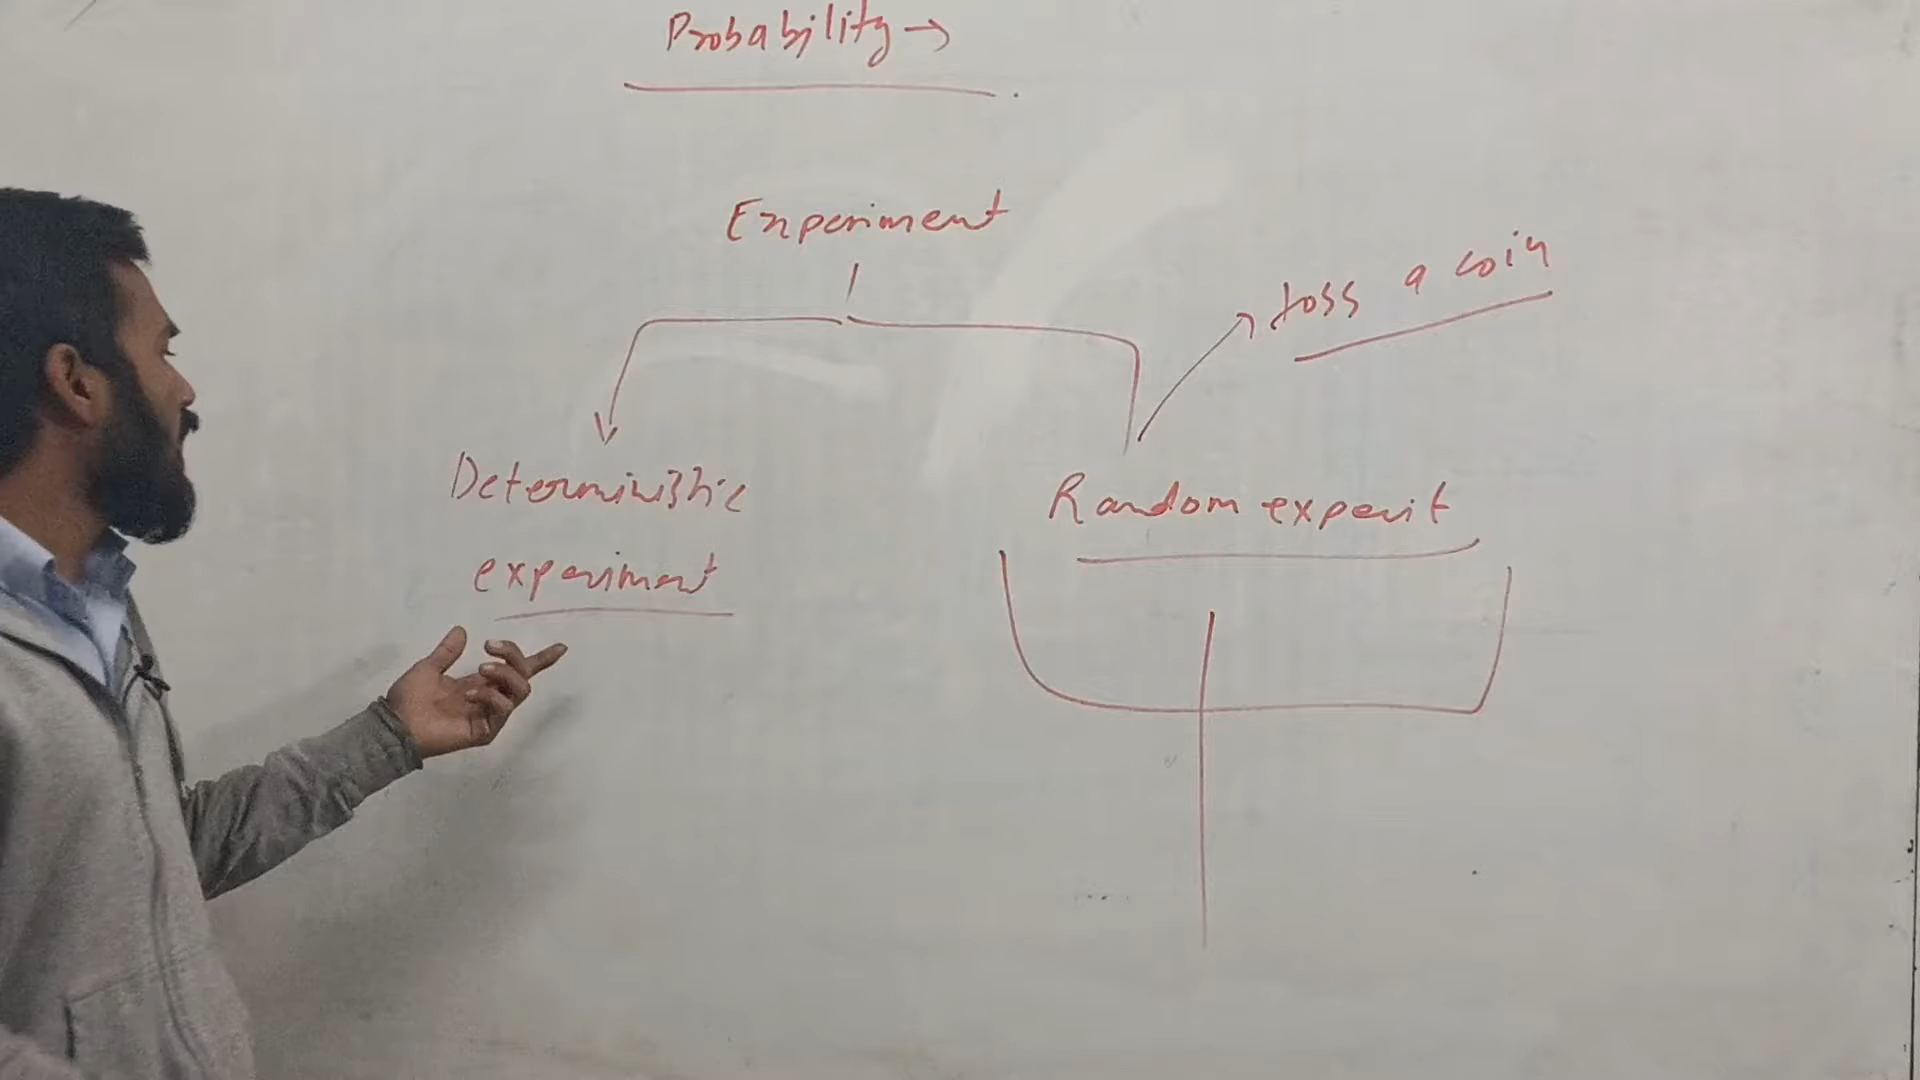 Probability →
Experiment
toss a coin
Deterministic
experiment
Random experit